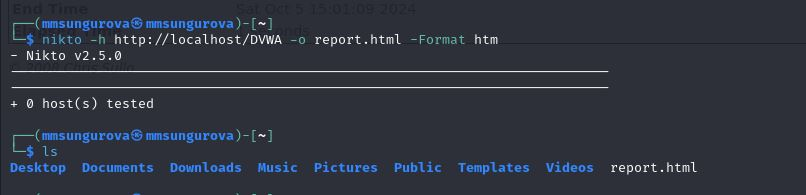 End Time Sat Oct 5 15:01:09 2024
┌──(mmsungurova㉿mmsungurova)-[~]
└─$ nikto -h http://localhost/DVWA -o report.html -Format htm
- Nikto v2.5.0
---------------------------------------------------------------------------
---------------------------------------------------------------------------
+ 0 host(s) tested
┌──(mmsungurova㉿mmsungurova)-[~]
└─$ ls
Desktop Documents Downloads Music Pictures Public Templates Videos report.html